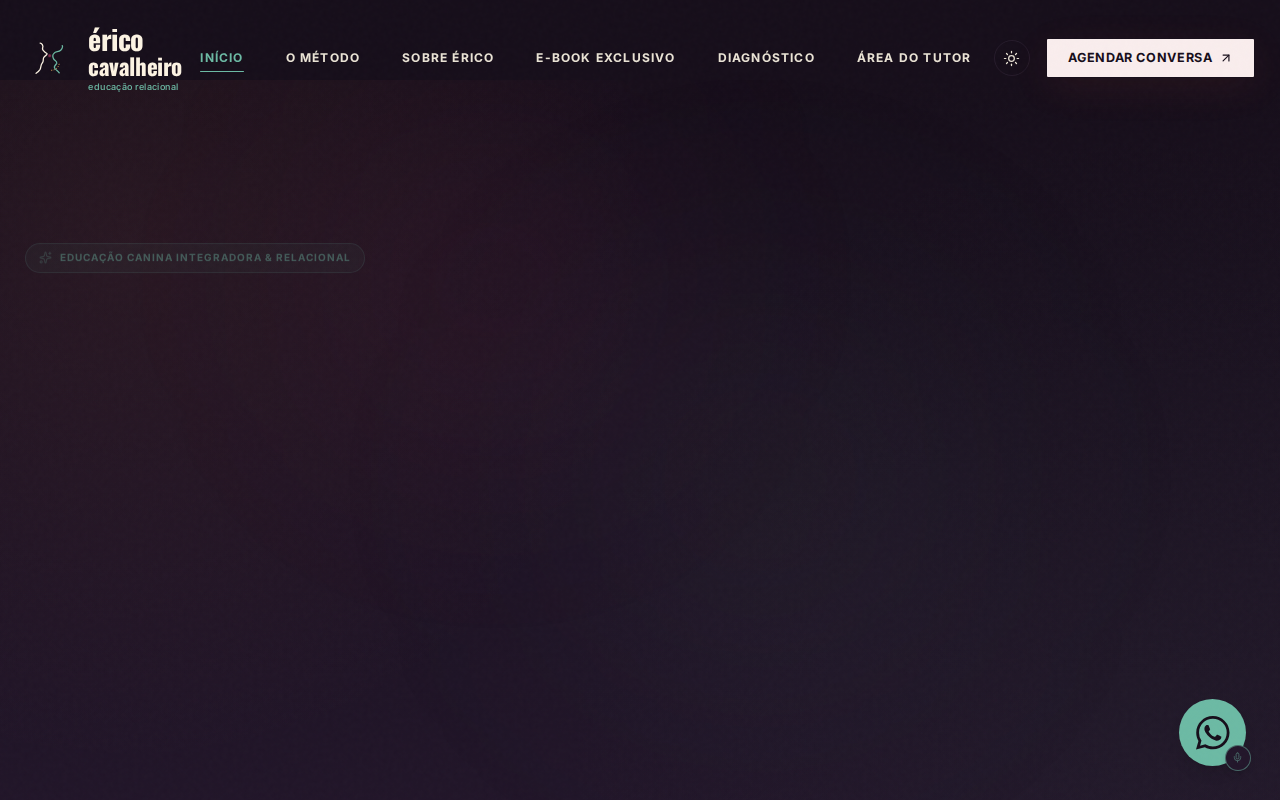 érico
cavalheiro
educação relacional
INÍCIO
O MÉTODO
SOBRE ÉRICO
E-BOOK EXCLUSIVO
DIAGNÓSTICO
ÁREA DO TUTOR
AGENDAR CONVERSA
EDUCAÇÃO CANINA INTEGRADORA & RELACIONAL